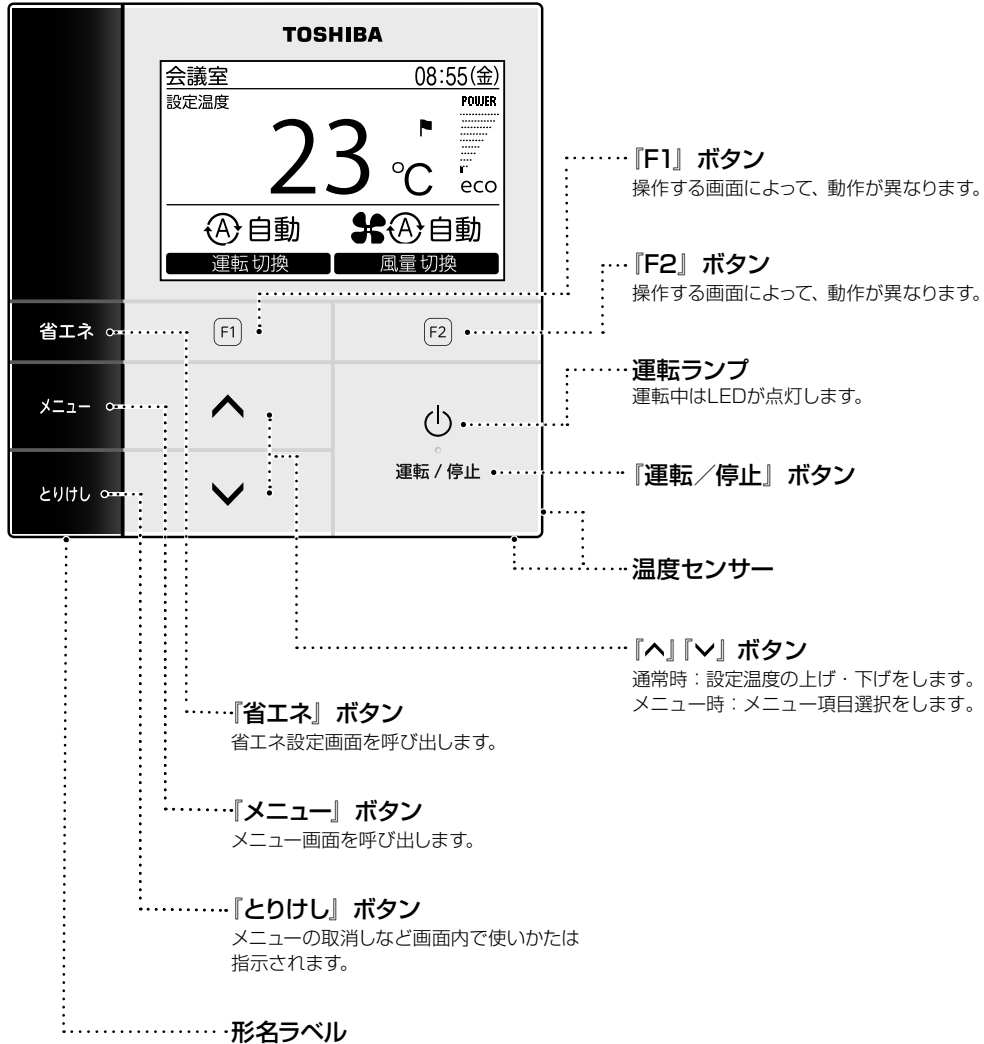 TOSHIBA
会議室 08:55(金)
設定温度 POWER
23 ℃
eco
Ⓐ 自動 Ⓐ 自動
運転切換 風量切換
省エネ F1 F2
メニュー
運転 / 停止
とりけし
『F1』ボタン
操作する画面によって、動作が異なります。
『F2』ボタン
操作する画面によって、動作が異なります。
運転ランプ
運転中はLEDが点灯します。
『運転／停止』ボタン
温度センサー
『∧』『∨』ボタン
通常時：設定温度の上げ・下げをします。
メニュー時：メニュー項目選択をします。
『省エネ』ボタン
省エネ設定画面を呼び出します。
『メニュー』ボタン
メニュー画面を呼び出します。
『とりけし』ボタン
メニューの取消しなど画面内で使いかたは
指示されます。
形名ラベル